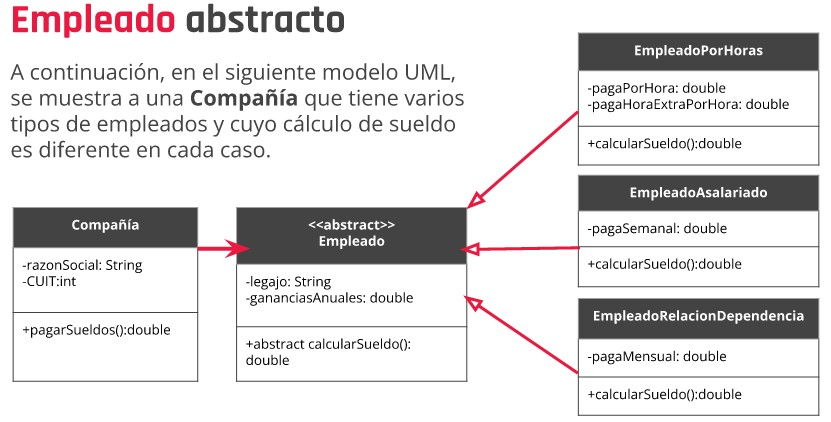 Empleado abstracto
A continuación, en el siguiente modelo UML,
se muestra a una Compañía que tiene varios
tipos de empleados y cuyo cálculo de sueldo
es diferente en cada caso.
Compañía
-razonSocial: String
-CUIT:int
+pagarSueldos():double
<<abstract>>
Empleado
-legajo: String
-gananciasAnuales: double
+abstract calcularSueldo():
double
EmpleadoPorHoras
-pagaPorHora: double
-pagaHoraExtraPorHora: double
+calcularSueldo():double
EmpleadoAsalariado
-pagaSemanal: double
+calcularSueldo():double
EmpleadoRelacionDependencia
-pagaMensual: double
+calcularSueldo():double